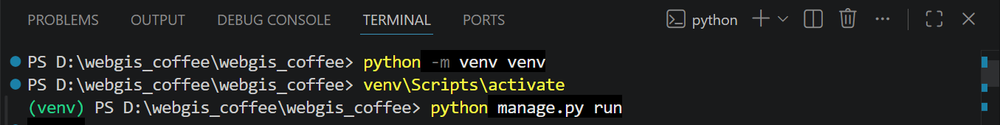 PROBLEMS OUTPUT DEBUG CONSOLE TERMINAL PORTS python
PS D:\webgis_coffee\webgis_coffee> python -m venv venv
PS D:\webgis_coffee\webgis_coffee> venv\Scripts\activate
(venv) PS D:\webgis_coffee\webgis_coffee> python manage.py run